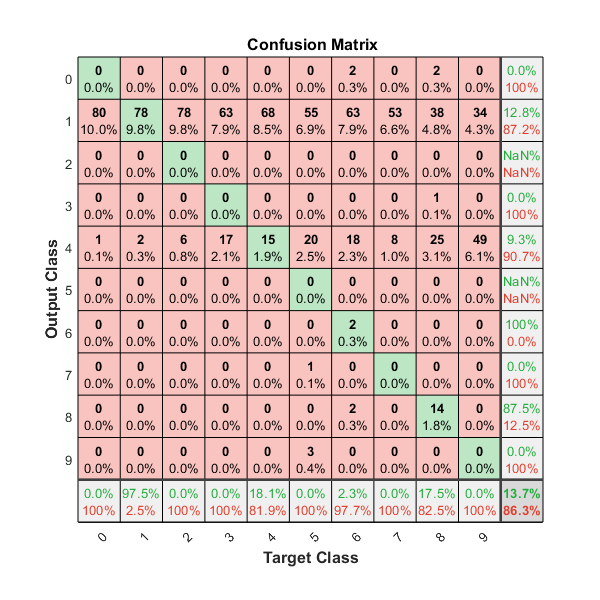 Confusion Matrix
0 0 0 0 0 0 0 2 0 2 0 0.0%
0.0% 0.0% 0.0% 0.0% 0.0% 0.0% 0.3% 0.0% 0.3% 0.0% 100%
1 80 78 78 63 68 55 63 53 38 34 12.8%
10.0% 9.8% 9.8% 7.9% 8.5% 6.9% 7.9% 6.6% 4.8% 4.3% 87.2%
2 0 0 0 0 0 0 0 0 0 0 NaN%
0.0% 0.0% 0.0% 0.0% 0.0% 0.0% 0.0% 0.0% 0.0% 0.0% NaN%
3 0 0 0 0 0 0 0 0 1 0 0.0%
0.0% 0.0% 0.0% 0.0% 0.0% 0.0% 0.0% 0.0% 0.1% 0.0% 100%
4 1 2 6 17 15 20 18 8 25 49 9.3%
0.1% 0.3% 0.8% 2.1% 1.9% 2.5% 2.3% 1.0% 3.1% 6.1% 90.7%
5 0 0 0 0 0 0 0 0 0 0 NaN%
0.0% 0.0% 0.0% 0.0% 0.0% 0.0% 0.0% 0.0% 0.0% 0.0% NaN%
6 0 0 0 0 0 0 2 0 0 0 100%
0.0% 0.0% 0.0% 0.0% 0.0% 0.0% 0.3% 0.0% 0.0% 0.0% 0.0%
7 0 0 0 0 0 1 0 0 0 0 0.0%
0.0% 0.0% 0.0% 0.0% 0.0% 0.1% 0.0% 0.0% 0.0% 0.0% 100%
8 0 0 0 0 0 0 2 0 14 0 87.5%
0.0% 0.0% 0.0% 0.0% 0.0% 0.0% 0.3% 0.0% 1.8% 0.0% 12.5%
9 0 0 0 0 0 3 0 0 0 0 0.0%
0.0% 0.0% 0.0% 0.0% 0.0% 0.4% 0.0% 0.0% 0.0% 0.0% 100%
0.0% 97.5% 0.0% 0.0% 18.1% 0.0% 2.3% 0.0% 17.5% 0.0% 13.7%
100% 2.5% 100% 100% 81.9% 100% 97.7% 100% 82.5% 100% 86.3%
0 1 2 3 4 5 6 7 8 9
Target Class
Output Class